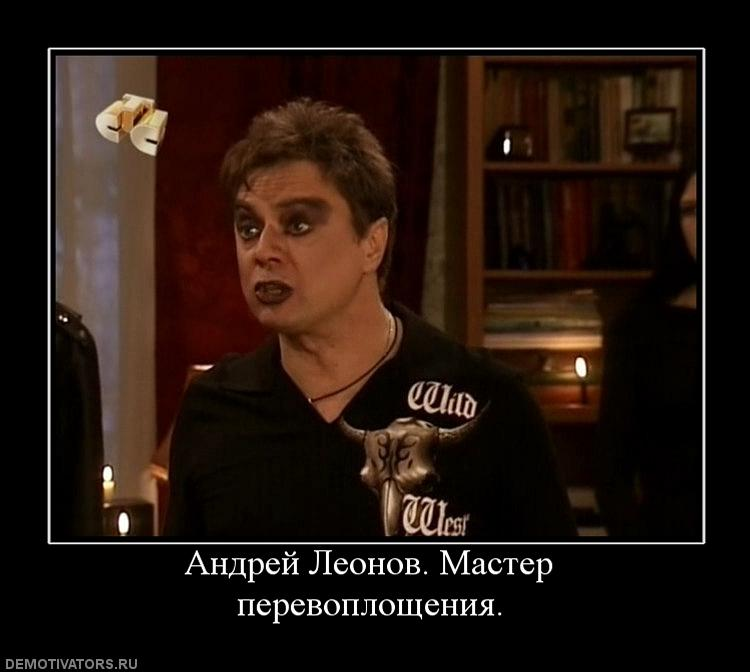 СТС
Wild
West
Андрей Леонов. Мастер
перевоплощения.
DEMOTIVATORS.RU